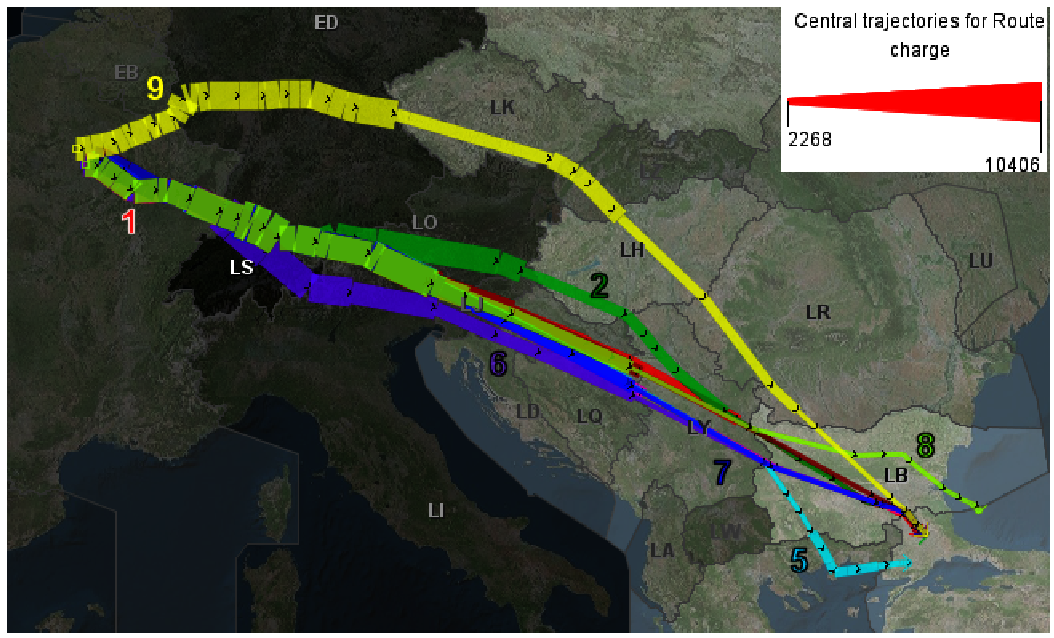 Central trajectories for Route
charge
2268
10406
ED
EB
9
LK
1
LO
LS
LH
LU
2
LR
6
LD
LQ
LY
7
8
LB
LI
LW
LA
5